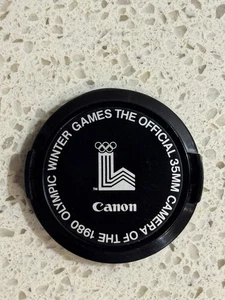 THE OFFICIAL 35MM CAMERA OF THE 1980 OLYMPIC WINTER GAMES
Canon